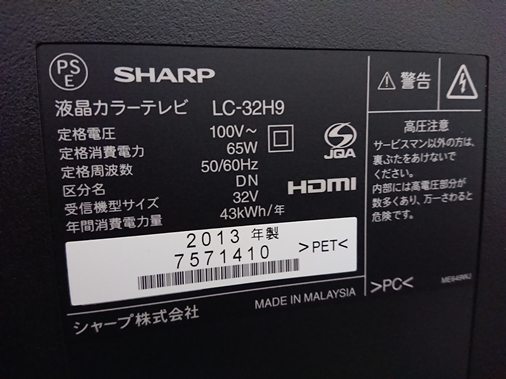 PS
E
SHARP
液晶カラーテレビ LC-32H9
定格電圧 100V~
定格消費電力 65W
定格周波数 50/60Hz
区分名 DN
受信機型サイズ 32V
年間消費電力量 43kWh/年
JQA
HDMI
2013 年製
7571410
>PET<
MADE IN MALAYSIA
シャープ株式会社
警告
高圧注意
サービスマン以外の方は、
裏ぶたをあけないで
ください。
内部には高電圧部分が
数多くあり、万一さわると
危険です。
>PC<